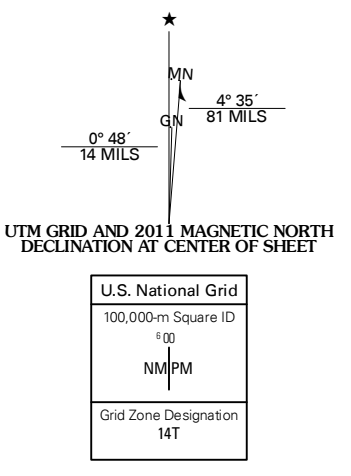 ★
MN
4° 35´
81 MILS
GN
0° 48´
14 MILS
UTM GRID AND 2011 MAGNETIC NORTH
DECLINATION AT CENTER OF SHEET
U.S. National Grid
100,000-m Square ID
⁶00
NM PM
Grid Zone Designation
14T